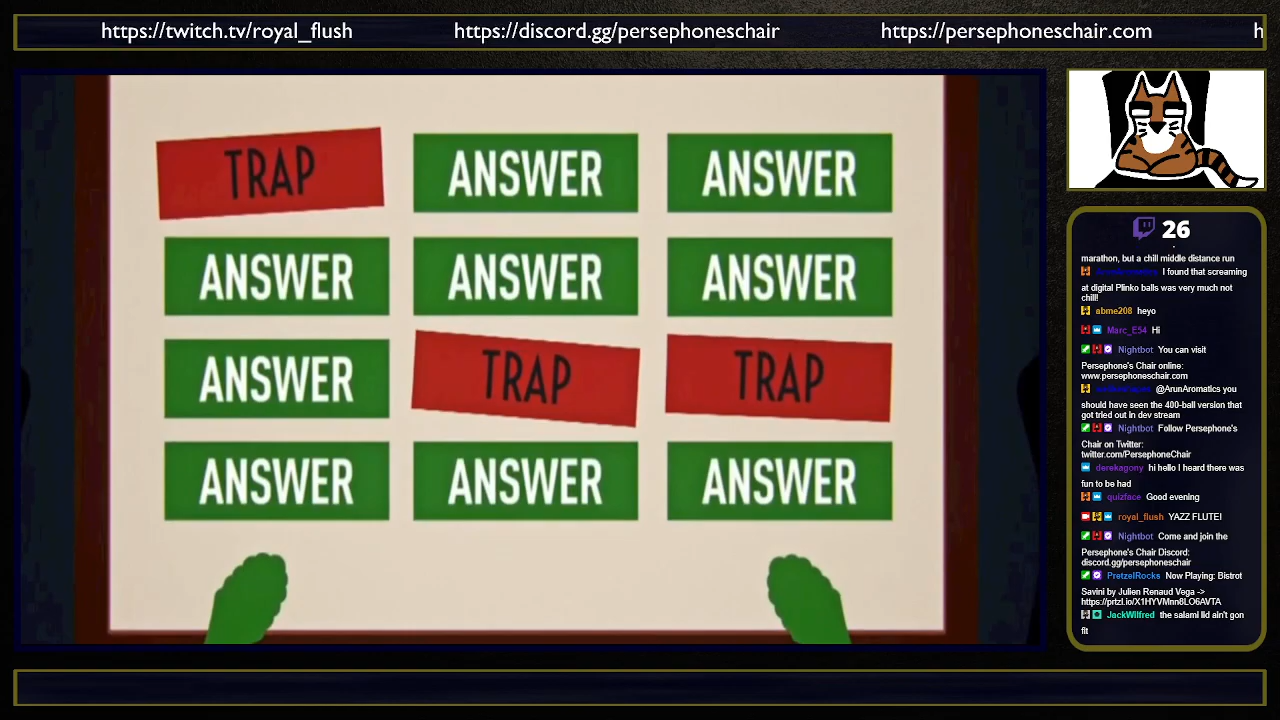 https://twitch.tv/royal_flush https://discord.gg/persephoneschair https://persephoneschair.com h
TRAP ANSWER ANSWER
ANSWER ANSWER ANSWER
ANSWER TRAP TRAP
ANSWER ANSWER ANSWER
26
marathon, but a chill middle distance run
ArunAromatics I found that screaming
at digital Plinko balls was very much not
chill!
abme208 heyo
Marc_E54 Hi
Nightbot You can visit
Persephone's Chair online:
www.persephoneschair.com
@ArunAromatics you
should have seen the 400-ball version that
got tried out in dev stream
Nightbot Follow Persephone's
Chair on Twitter:
twitter.com/PersephoneChair
derekagony hi hello I heard there was
fun to be had
quizface Good evening
royal_flush YAZZ FLUTE!
Nightbot Come and join the
Persephone's Chair Discord:
discord.gg/persephoneschair
PretzelRocks Now Playing: Bistrot
Savini by Julien Renaud Vega ->
https://prtzl.io/X1HYVMmn8LO6AVTA
JackWilfred the salami lid ain't gon
fit